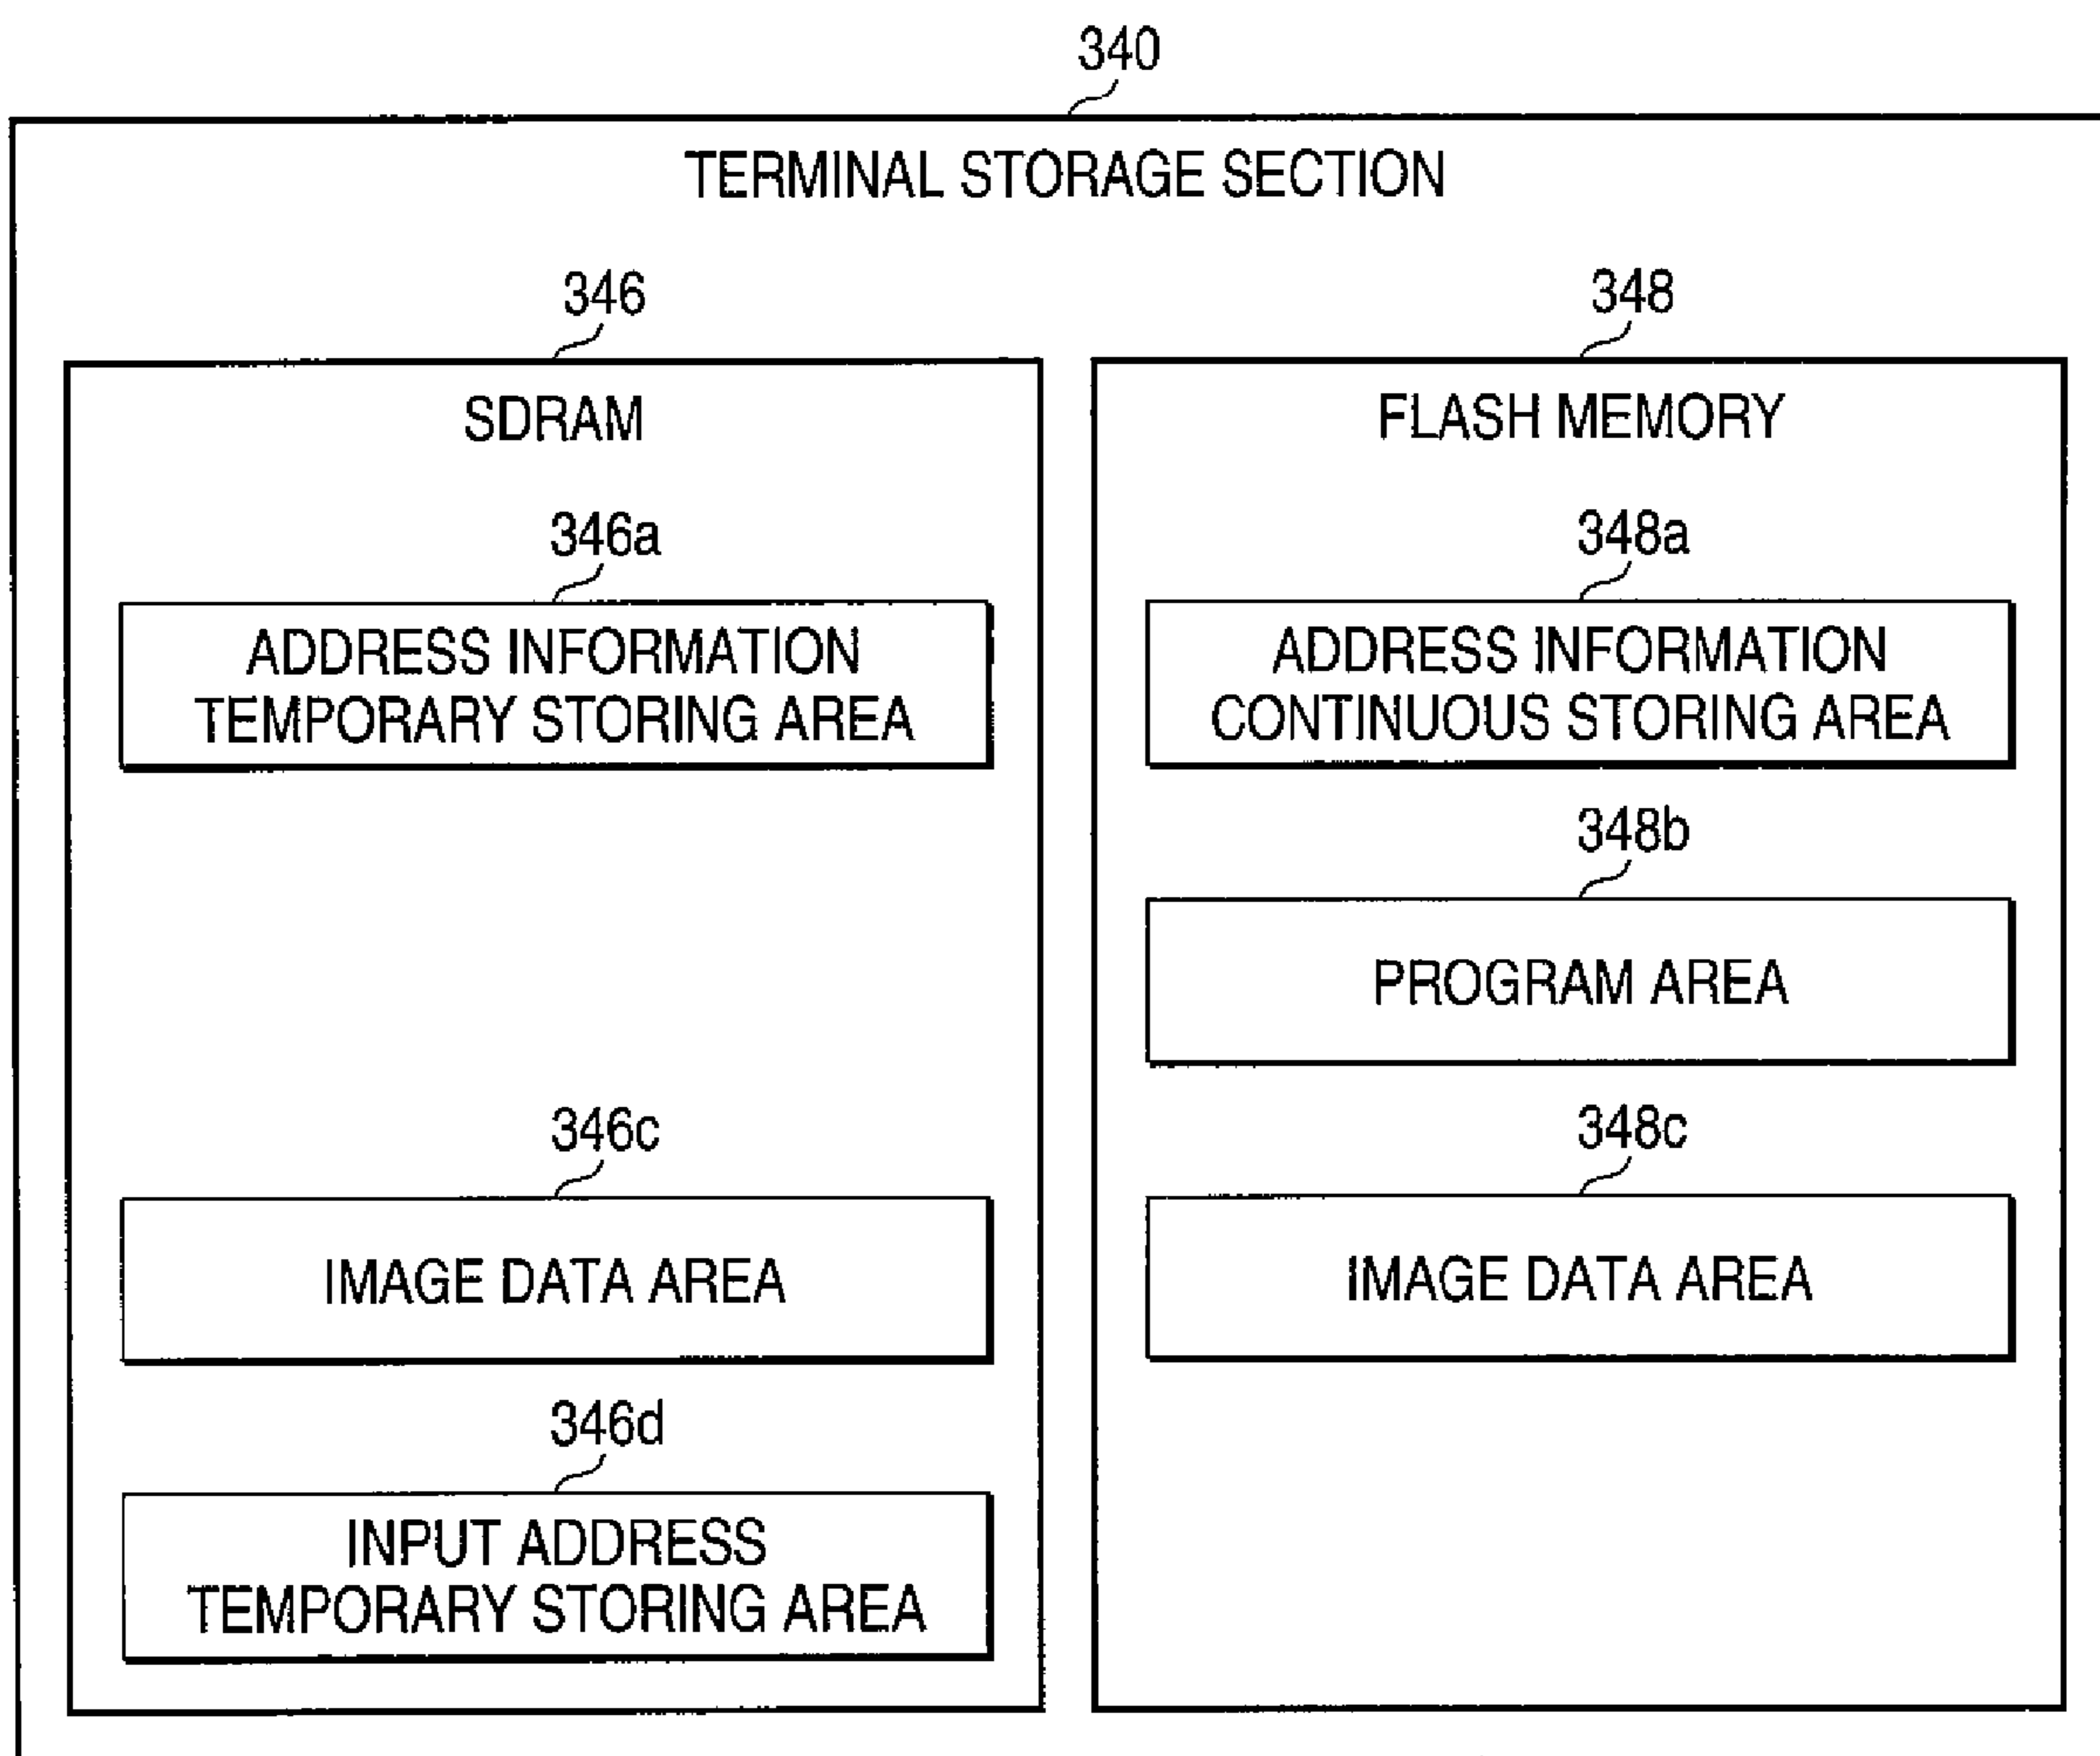 340
TERMINAL STORAGE SECTION
346
SDRAM
346a
ADDRESS INFORMATION
TEMPORARY STORING AREA
346c
IMAGE DATA AREA
346d
INPUT ADDRESS
TEMPORARY STORING AREA
348
FLASH MEMORY
348a
ADDRESS INFORMATION
CONTINUOUS STORING AREA
348b
PROGRAM AREA
348c
IMAGE DATA AREA